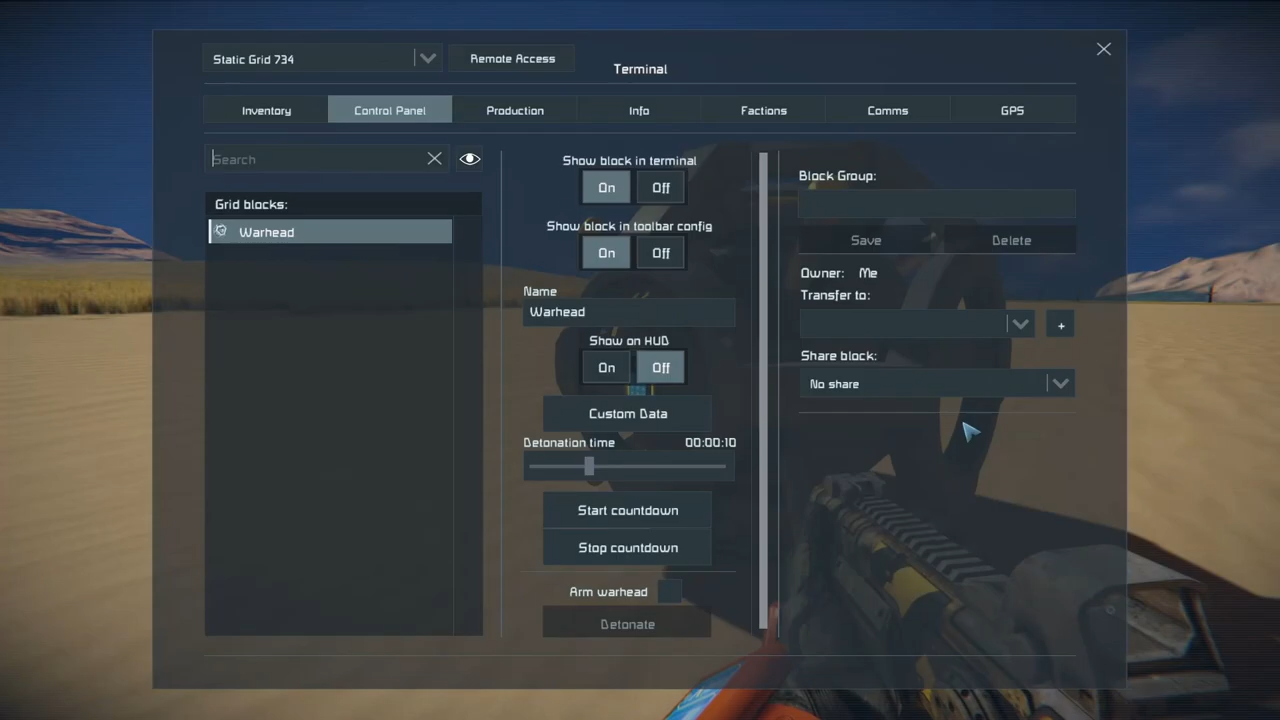 Static Grid 734
Remote Access
Terminal
Inventory
Control Panel
Production
Info
Factions
Comms
GPS
Search
Grid blocks:
Warhead
Show block in terminal
On Off
Show block in toolbar config
On Off
Name
Warhead
Show on HUD
On Off
Custom Data
Detonation time 00:00:10
Start countdown
Stop countdown
Arm warhead
Detonate
Block Group:
Save Delete
Owner: Me
Transfer to:
+
Share block:
No share